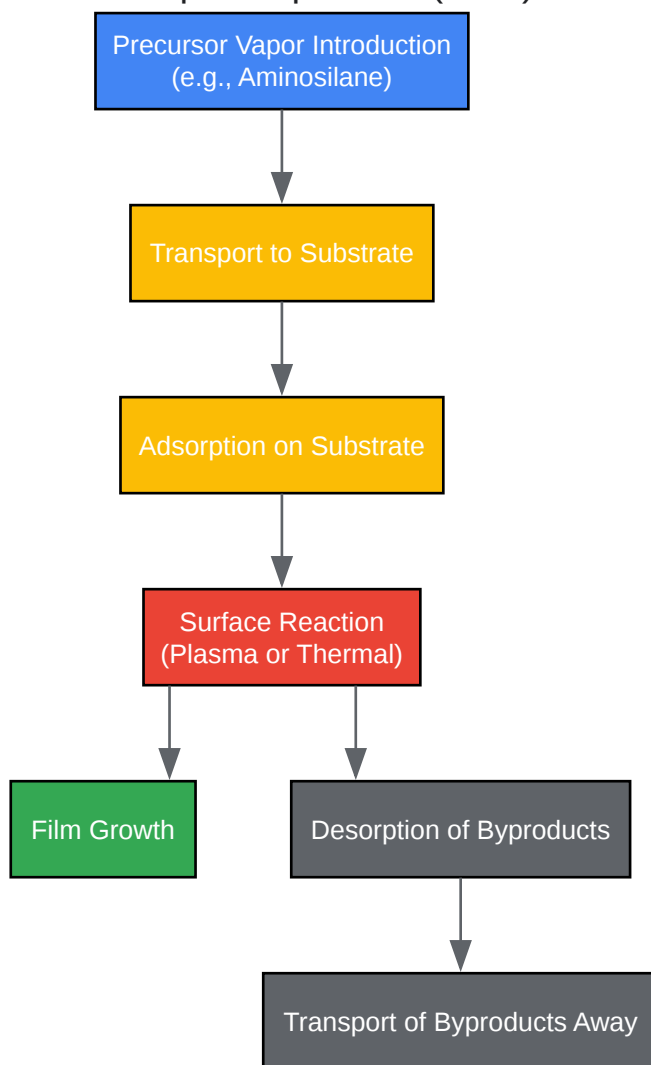 Precursor Vapor Introduction
(e.g., Aminosilane)
Transport to Substrate
Adsorption on Substrate
Surface Reaction
(Plasma or Thermal)
Film Growth
Desorption of Byproducts
Transport of Byproducts Away